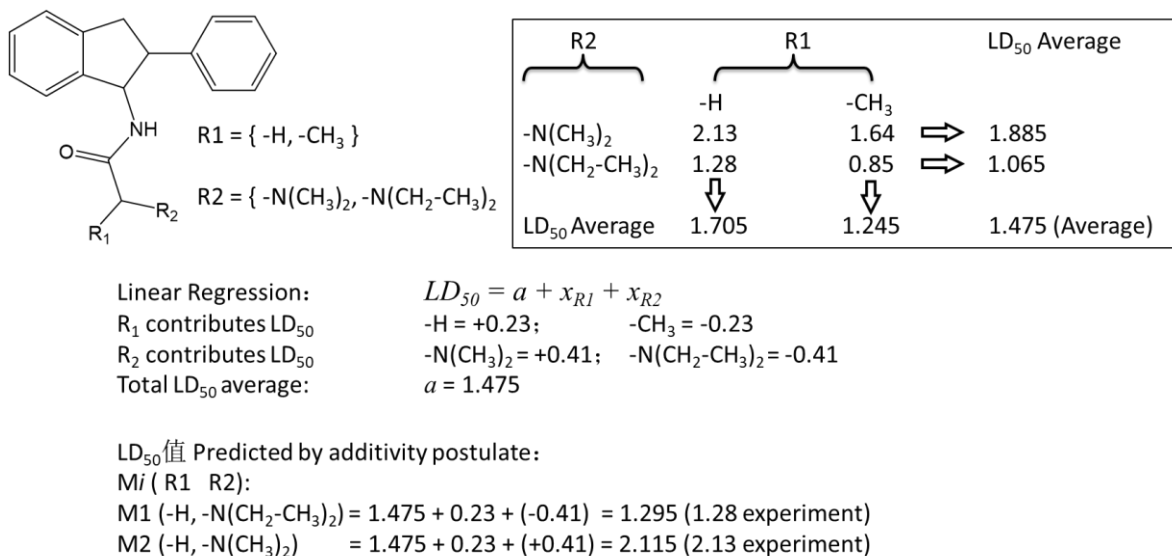 NH
O
R1
R2
R1 = { -H, -CH3 }
R2 = { -N(CH3)2, -N(CH2-CH3)2
R2 R1 LD50 Average
-H -CH3
-N(CH3)2 2.13 1.64 ⇨ 1.885
-N(CH2-CH3)2 1.28 0.85 ⇨ 1.065
LD50 Average 1.705 1.245 1.475 (Average)
Linear Regression: LD50 = a + xR1 + xR2
R1 contributes LD50 -H = +0.23; -CH3 = -0.23
R2 contributes LD50 -N(CH3)2 = +0.41; -N(CH2-CH3)2 = -0.41
Total LD50 average: a = 1.475
LD50值 Predicted by additivity postulate:
Mi ( R1 R2):
M1 (-H, -N(CH2-CH3)2) = 1.475 + 0.23 + (-0.41) = 1.295 (1.28 experiment)
M2 (-H, -N(CH3)2) = 1.475 + 0.23 + (+0.41) = 2.115 (2.13 experiment)